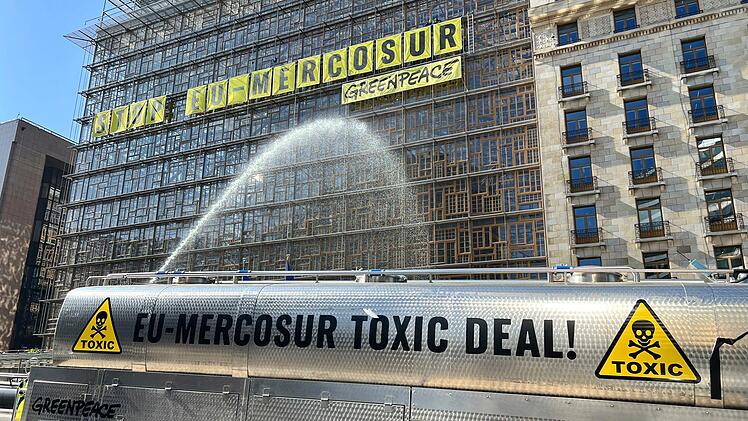 STOP EU-MERCOSUR
GREENPEACE
EU-MERCOSUR TOXIC DEAL!
TOXIC
TOXIC
GREENPEACE